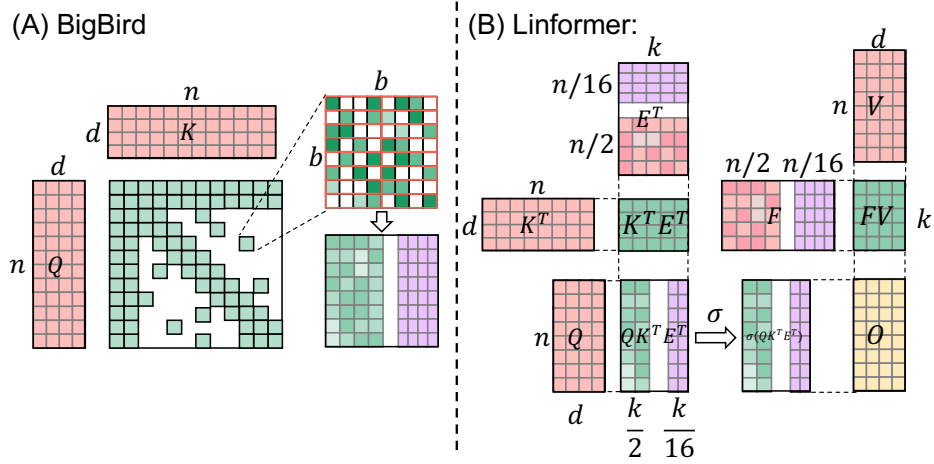 (A) BigBird
n
d
K
d
n
Q
b
b
(B) Linformer:
k
n/16
E^T
n/2
n
d
K^T
K^T E^T
d
n
V
n/2
n/16
F
FV
k
n
Q
d
QK^T E^T
k/2
k/16
σ
σ(QK^T E^T)
O